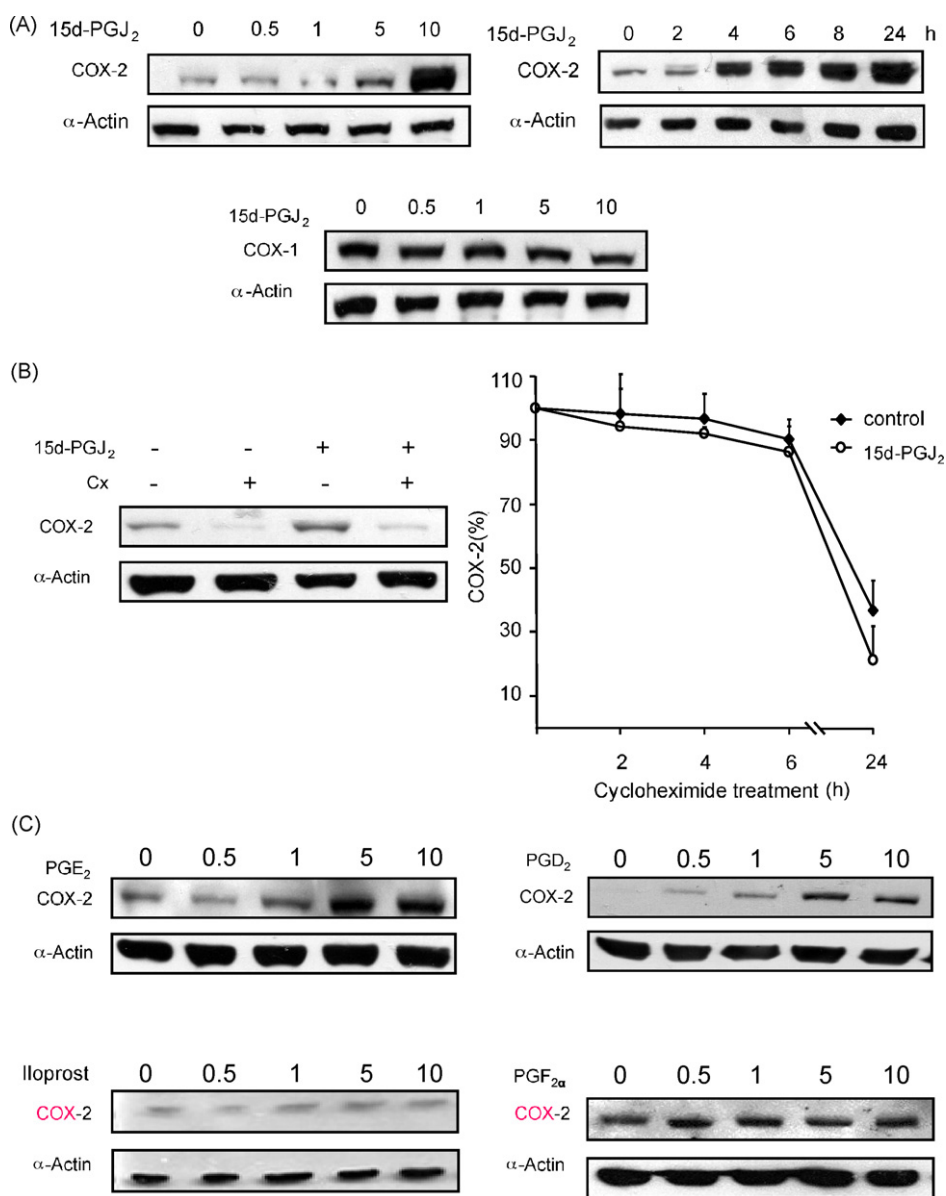 (A)
15d-PGJ₂ 0 0.5 1 5 10
COX-2
α-Actin
15d-PGJ₂ 0 2 4 6 8 24 h
COX-2
α-Actin
15d-PGJ₂ 0 0.5 1 5 10
COX-1
α-Actin
(B)
15d-PGJ₂ - - + +
Cx - + - +
COX-2
α-Actin
110
90
70
50
30
10
COX-2(%)
control
15d-PGJ₂
2 4 6 24
Cycloheximide treatment (h)
(C)
PGE₂ 0 0.5 1 5 10
COX-2
α-Actin
PGD₂ 0 0.5 1 5 10
COX-2
α-Actin
Iloprost 0 0.5 1 5 10
COX-2
α-Actin
PGF₂α 0 0.5 1 5 10
COX-2
α-Actin